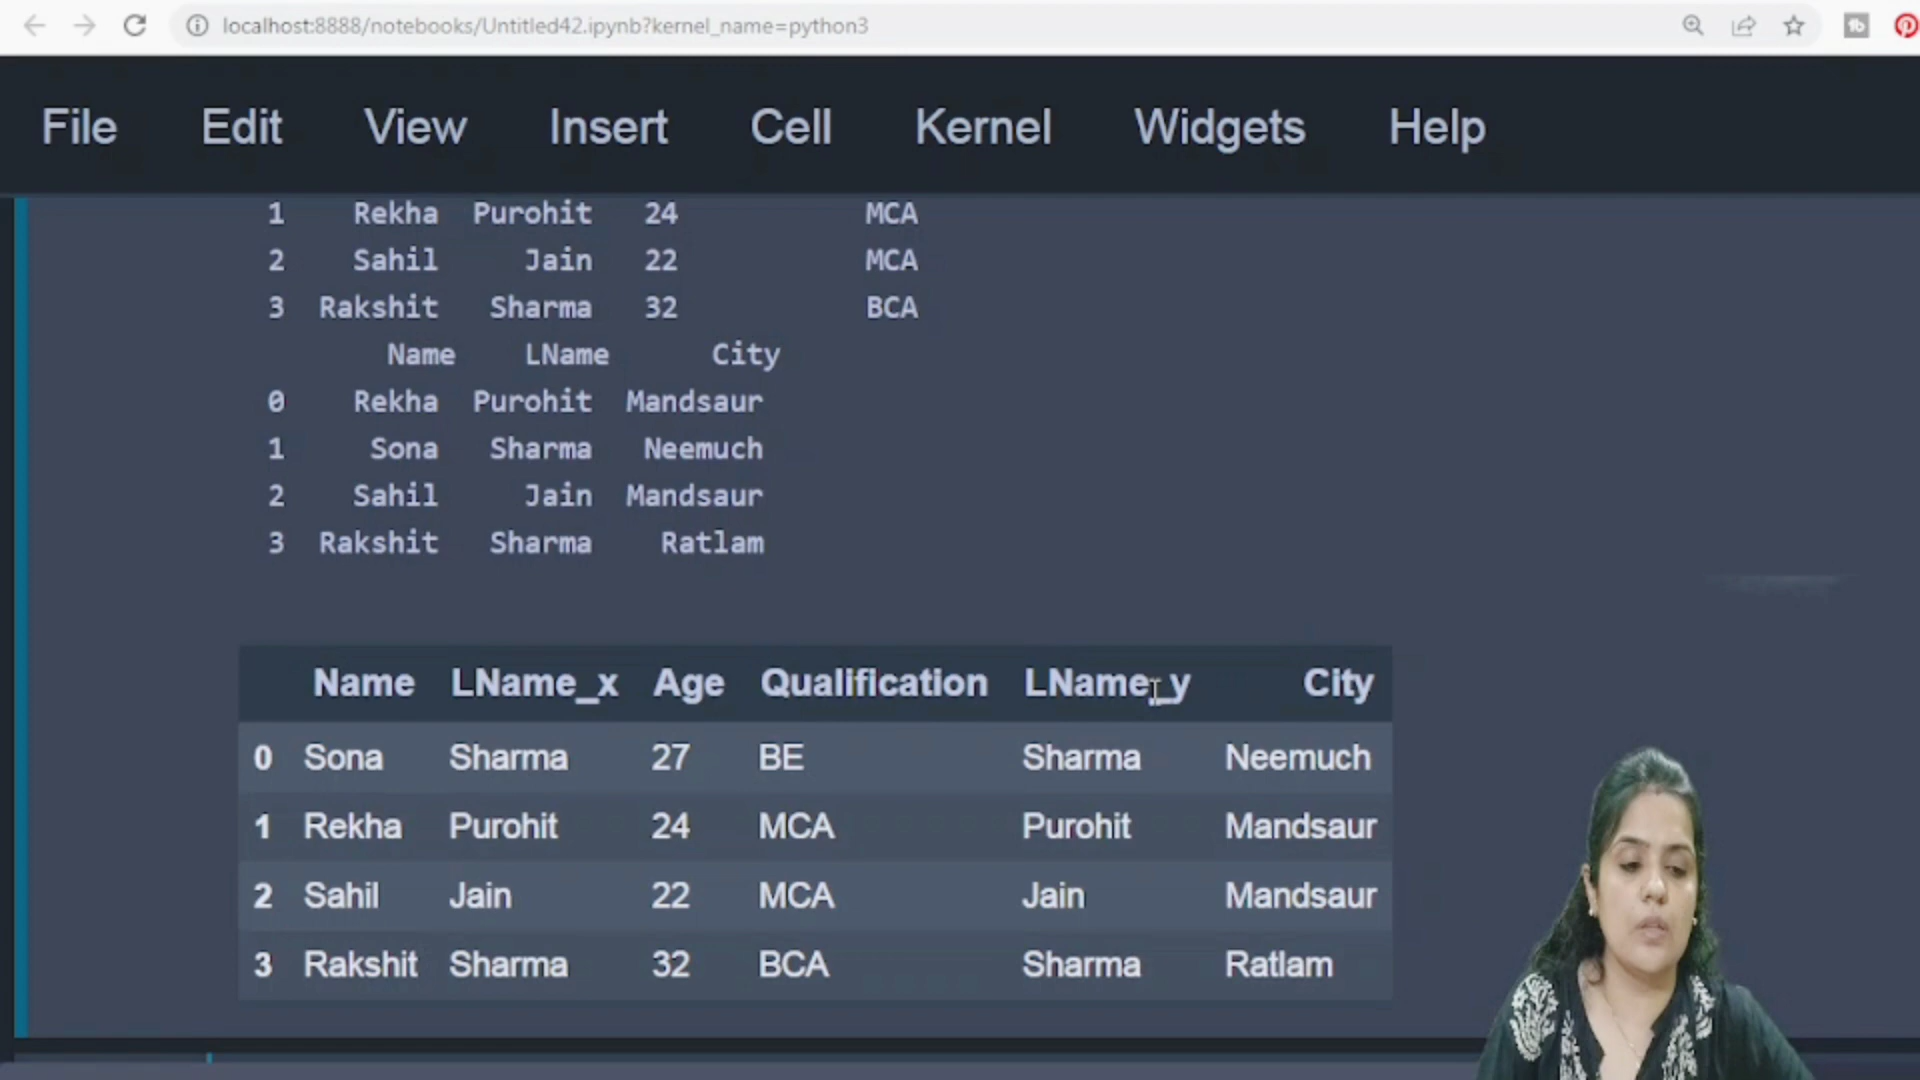 localhost:8888/notebooks/Untitled42.ipynb?kernel_name=python3
File Edit View Insert Cell Kernel Widgets Help
1 Rekha Purohit 24 MCA
2 Sahil Jain 22 MCA
3 Rakshit Sharma 32 BCA
Name LName City
0 Rekha Purohit Mandsaur
1 Sona Sharma Neemuch
2 Sahil Jain Mandsaur
3 Rakshit Sharma Ratlam
Name LName_x Age Qualification LName_y City
0 Sona Sharma 27 BE Sharma Neemuch
1 Rekha Purohit 24 MCA Purohit Mandsaur
2 Sahil Jain 22 MCA Jain Mandsaur
3 Rakshit Sharma 32 BCA Sharma Ratlam